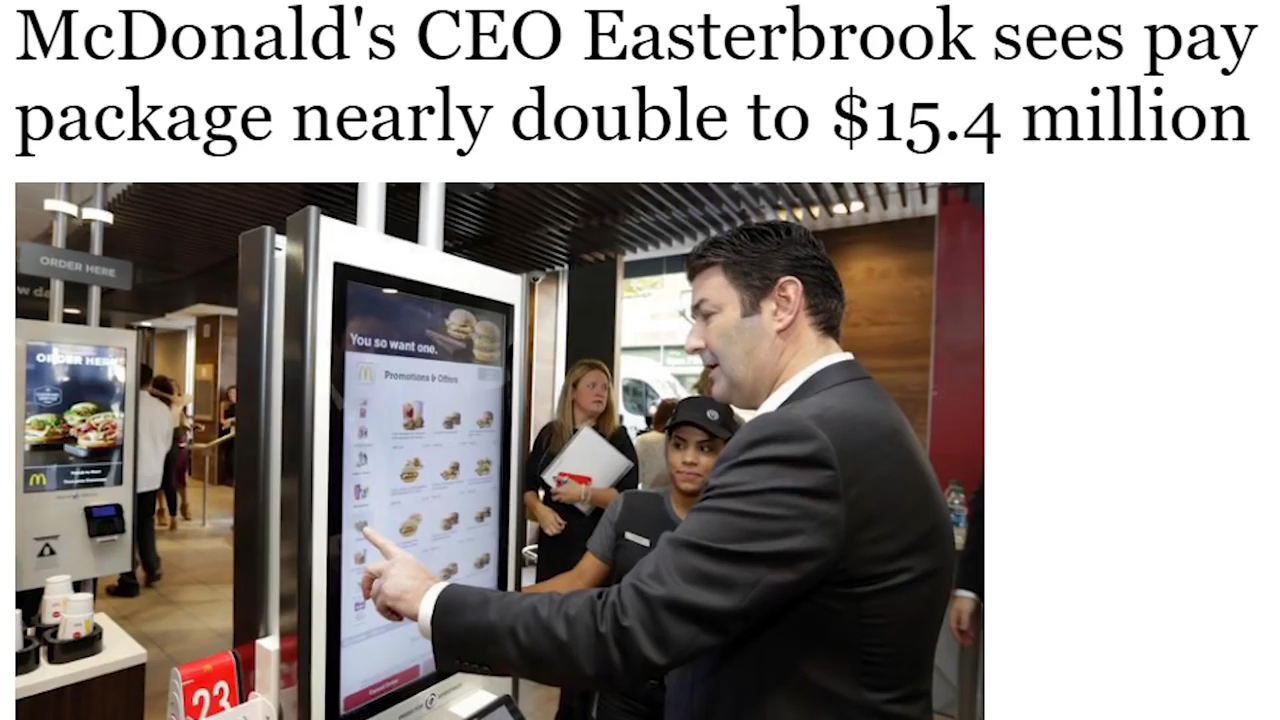 McDonald's CEO Easterbrook sees pay
package nearly double to $15.4 million
ORDER HERE
You so want one.
ORDER HERE
Promotions & Offers
23